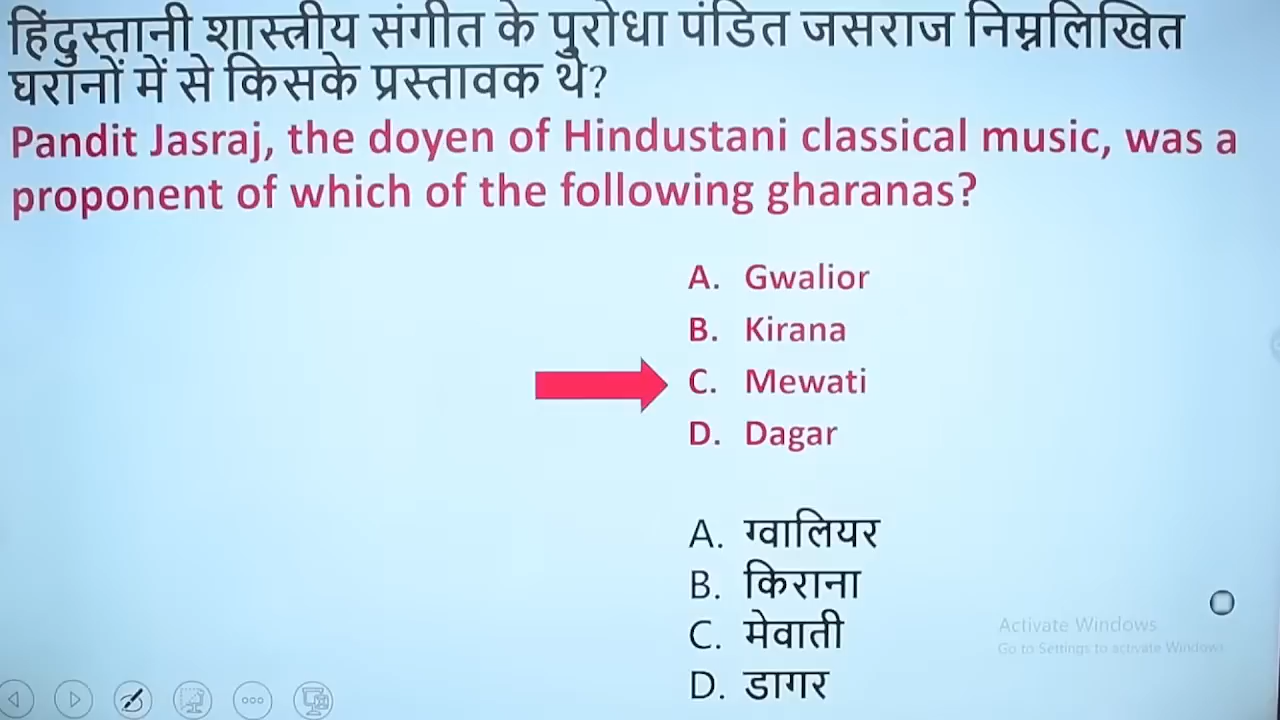 हिंदुस्तानी शास्त्रीय संगीत के पुरोधा पंडित जसराज निम्नलिखित
घरानों में से किसके प्रस्तावक थे?
Pandit Jasraj, the doyen of Hindustani classical music, was a
proponent of which of the following gharanas?
A. Gwalior
B. Kirana
C. Mewati
D. Dagar
A. ग्वालियर
B. किराना
C. मेवाती
D. डागर
Activate Windows
Go to Settings to activate Windows